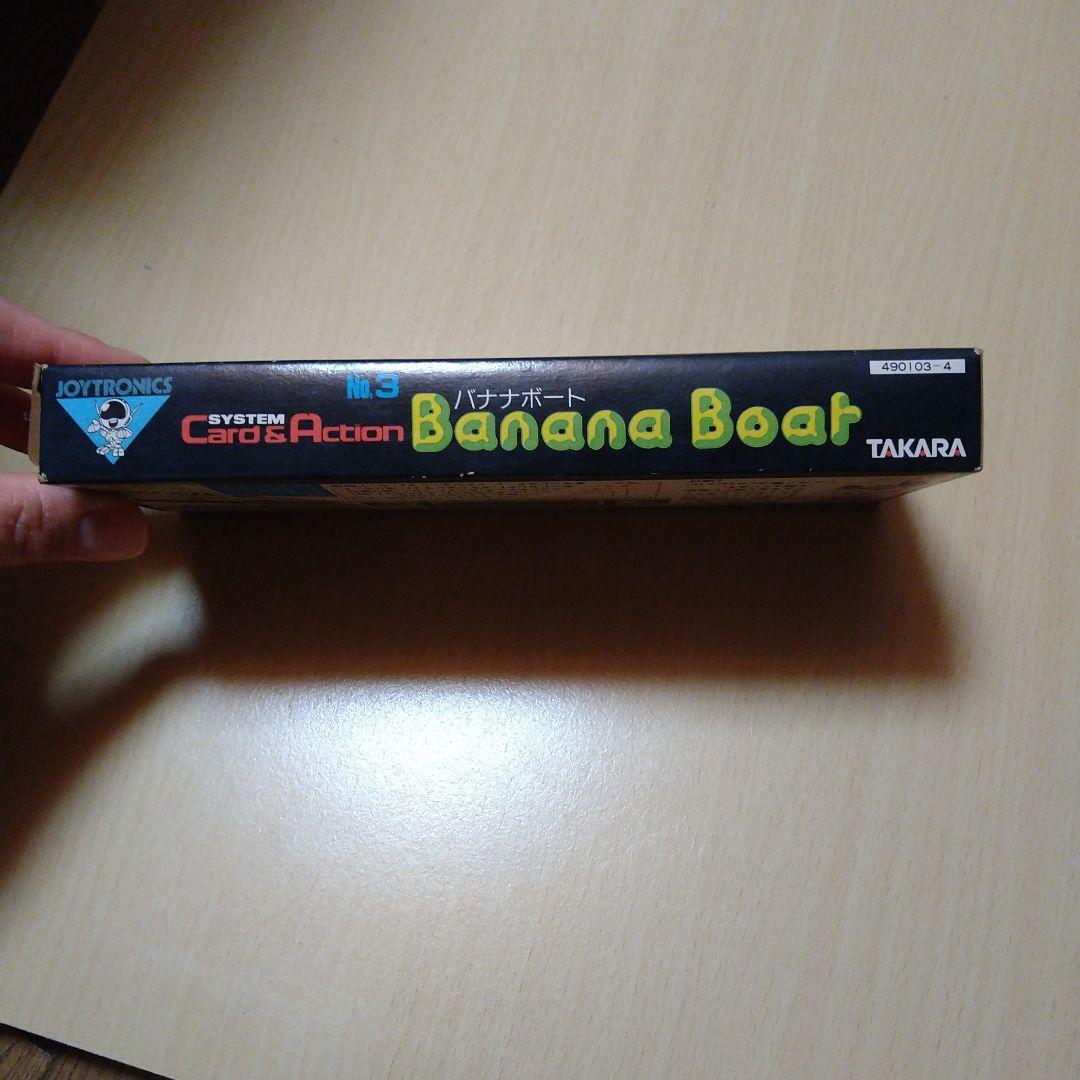 JOYTRONICS
No.3
SYSTEM
Card & Action
バナナボート
Banana Boat
490103-4
TAKARA